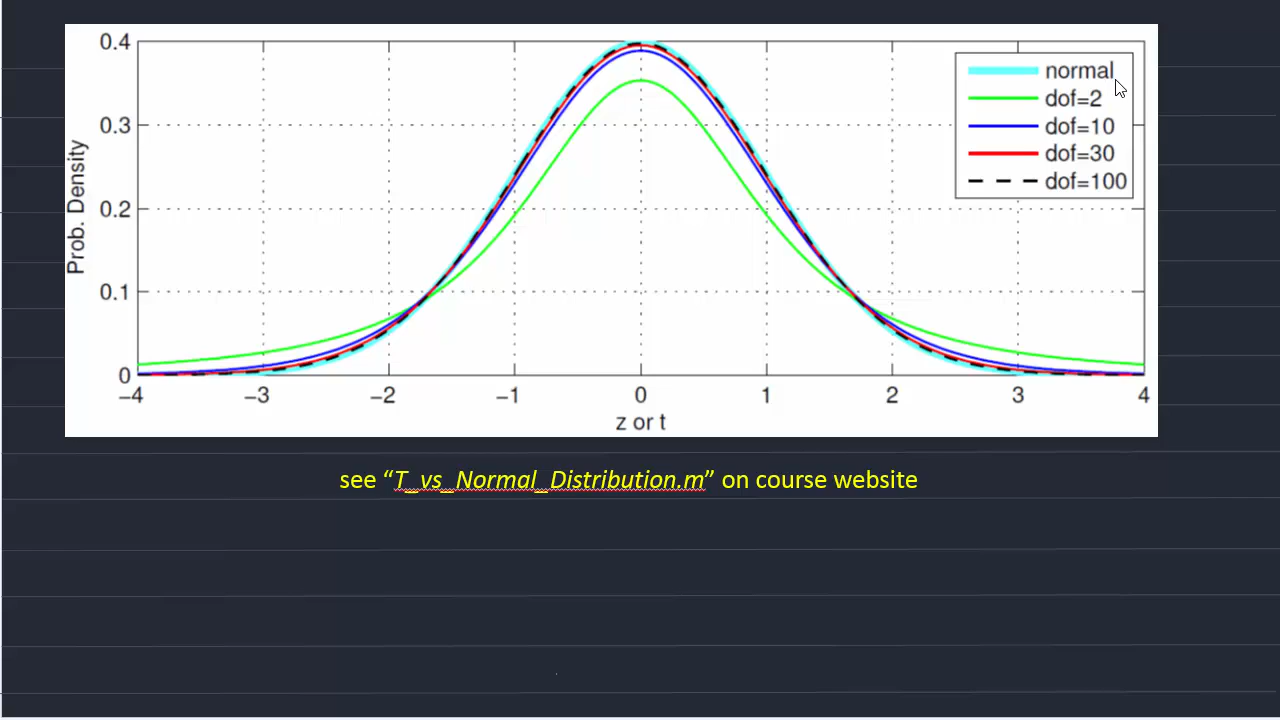 0.4
0.3
0.2
0.1
0
Prob. Density
−4 −3 −2 −1 0 1 2 3 4
z or t
normal
dof=2
dof=10
dof=30
dof=100
see “T_vs_Normal_Distribution.m” on course website